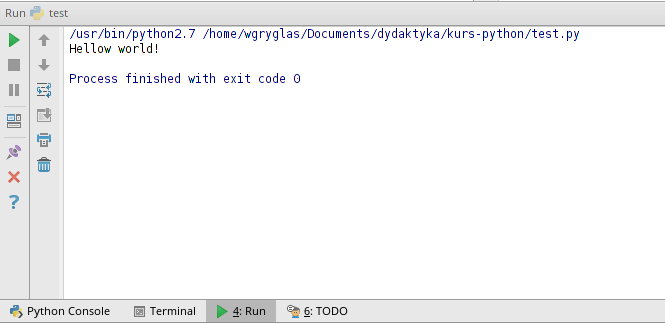 Run test
/usr/bin/python2.7 /home/wgryglas/Documents/dydaktyka/kurs-python/test.py
Hellow world!
Process finished with exit code 0
?
Python Console Terminal 4: Run 6: TODO